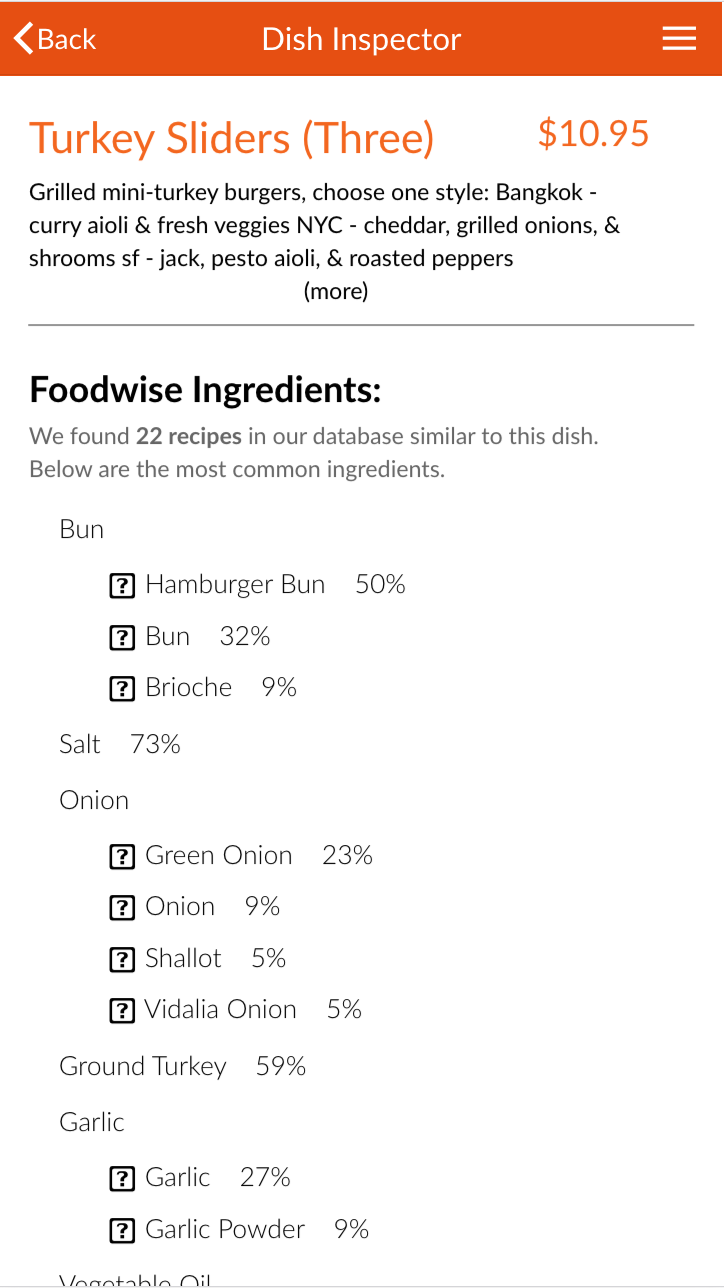 Back
Dish Inspector
Turkey Sliders (Three) $10.95
Grilled mini-turkey burgers, choose one style: Bangkok -
curry aioli & fresh veggies NYC - cheddar, grilled onions, &
shrooms sf - jack, pesto aioli, & roasted peppers
(more)
Foodwise Ingredients:
We found 22 recipes in our database similar to this dish.
Below are the most common ingredients.
Bun
? Hamburger Bun 50%
? Bun 32%
? Brioche 9%
Salt 73%
Onion
? Green Onion 23%
? Onion 9%
? Shallot 5%
? Vidalia Onion 5%
Ground Turkey 59%
Garlic
? Garlic 27%
? Garlic Powder 9%
Vegetable Oil